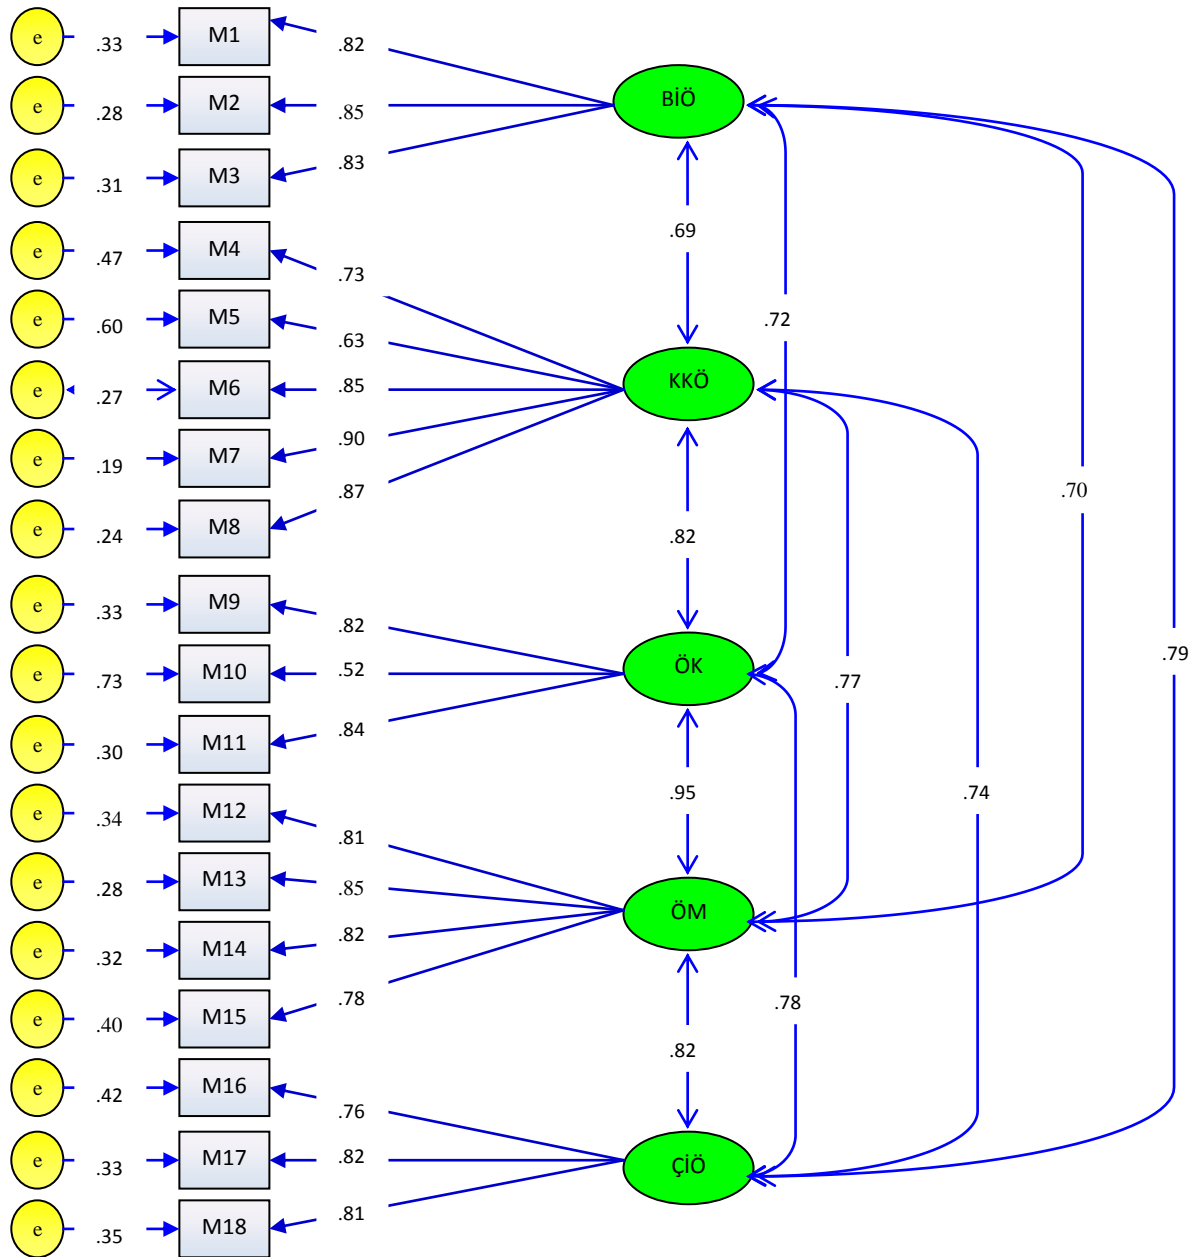 e .33 M1 .82
e .28 M2 .85 BİÖ
e .31 M3 .83
.69
e .47 M4 .73
e .60 M5 .63 .72
e .27 M6 .85 KKÖ
e .19 M7 .90
e .24 M8 .87 .70
.82
e .33 M9 .82
e .73 M10 .52 ÖK .77 .79
e .30 M11 .84
.95 .74
e .34 M12 .81
e .28 M13 .85 ÖM
e .32 M14 .82
e .40 M15 .78 .78
.82
e .42 M16 .76
e .33 M17 .82 ÇİÖ
e .35 M18 .81